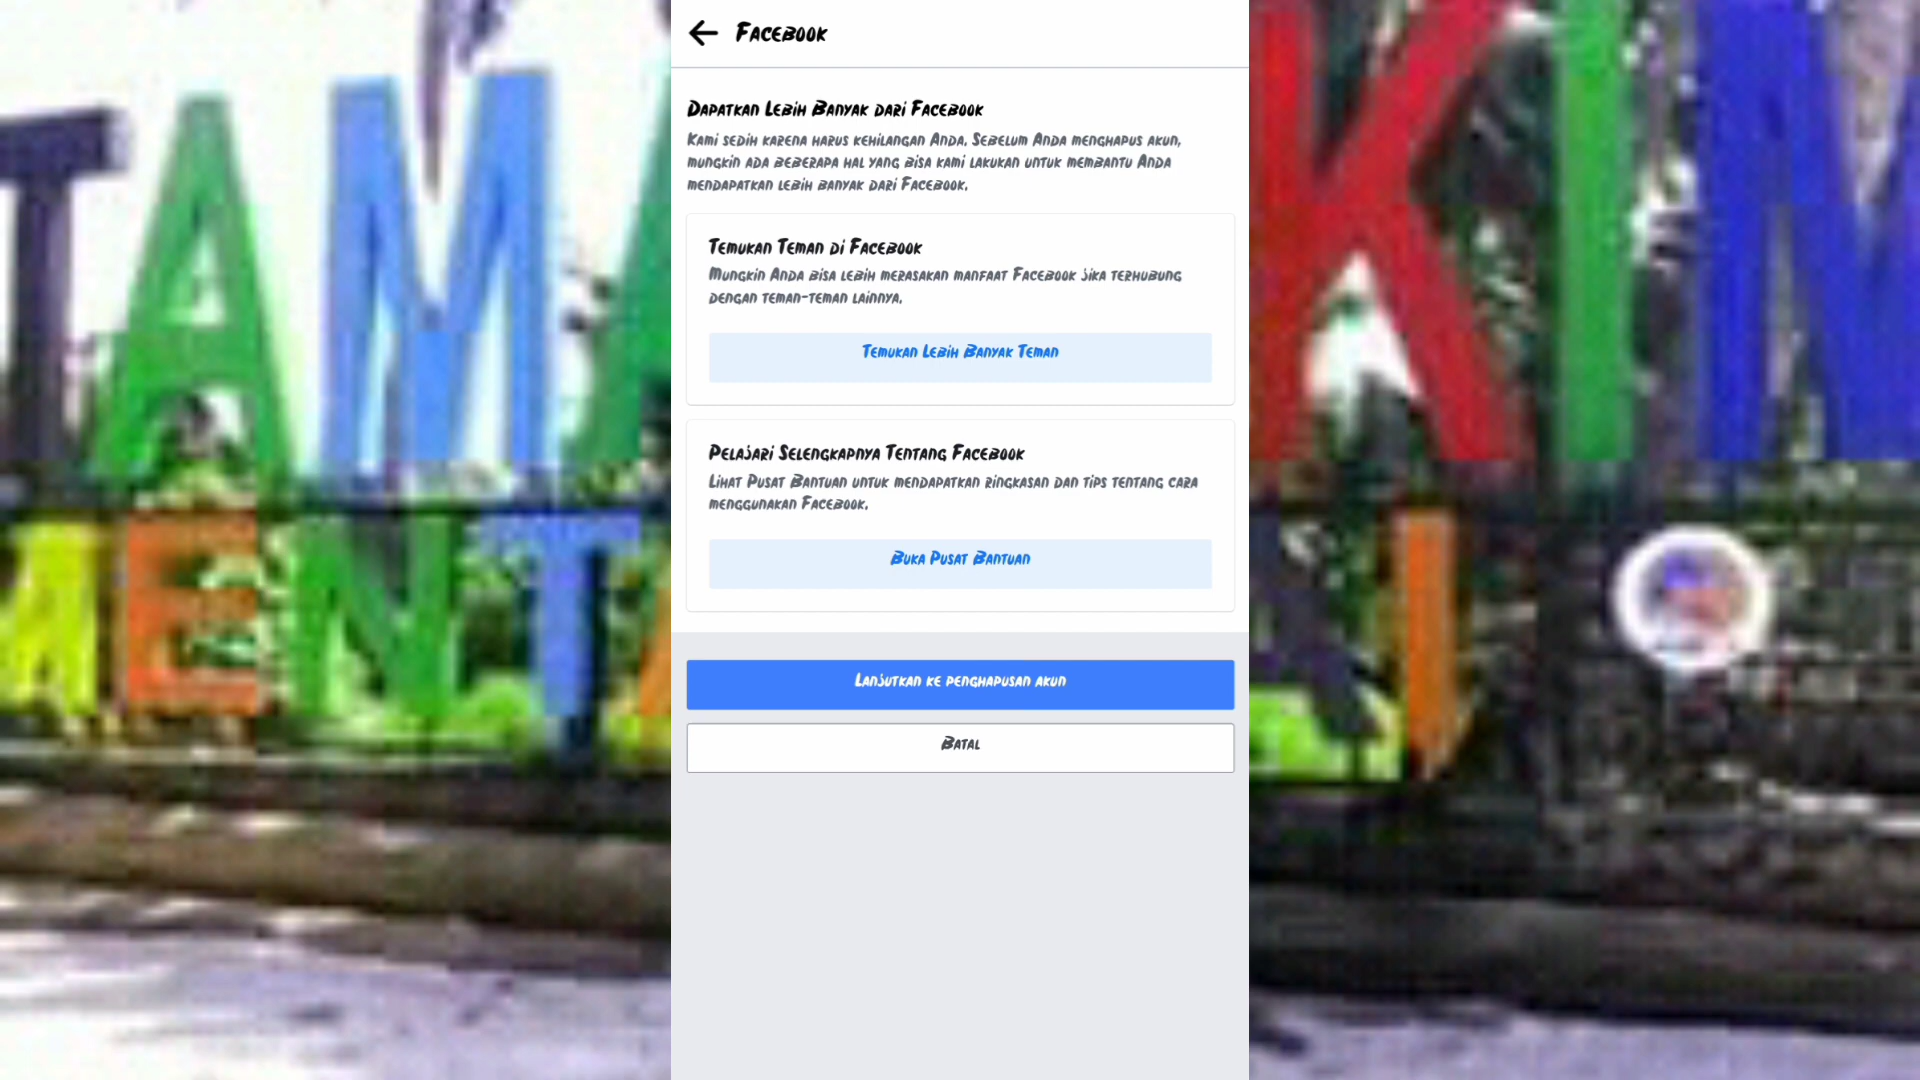 Facebook
Dapatkan Lebih Banyak dari Facebook
Kami sedih karena harus kehilangan Anda. Sebelum Anda menghapus akun,
mungkin ada beberapa hal yang bisa kami lakukan untuk membantu Anda
mendapatkan lebih banyak dari Facebook.
Temukan Teman di Facebook
Mungkin Anda bisa lebih merasakan manfaat Facebook jika terhubung
dengan teman-teman lainnya.
Temukan Lebih Banyak Teman
Pelajari Selengkapnya Tentang Facebook
Lihat Pusat Bantuan untuk mendapatkan ringkasan dan tips tentang cara
menggunakan Facebook.
Buka Pusat Bantuan
Lanjutkan ke penghapusan akun
Batal